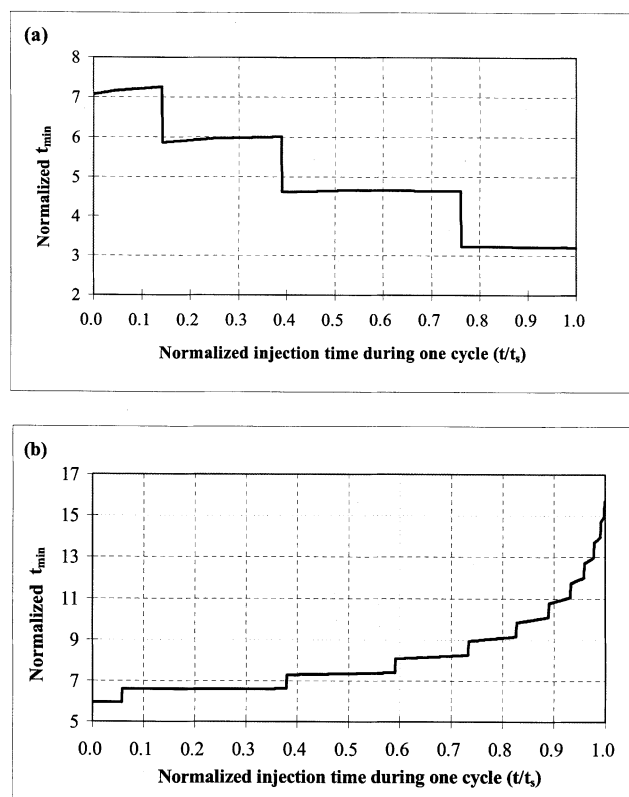 (a)
8
7
6
5
4
3
2
Normalized t_min
0.0 0.1 0.2 0.3 0.4 0.5 0.6 0.7 0.8 0.9 1.0
Normalized injection time during one cycle (t/t_s)
(b)
17
15
13
11
9
7
5
Normalized t_min
0.0 0.1 0.2 0.3 0.4 0.5 0.6 0.7 0.8 0.9 1.0
Normalized injection time during one cycle (t/t_s)